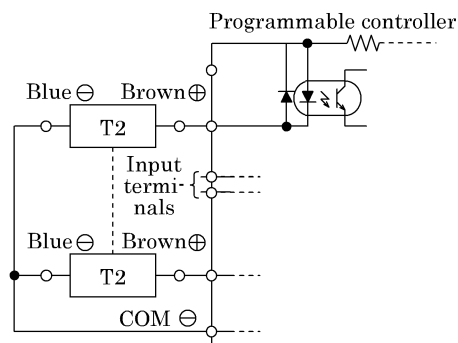 Programmable controller
Blue ⊖ Brown ⊕
T2
Input
termi-
nals
Blue ⊖ Brown ⊕
T2
COM ⊖